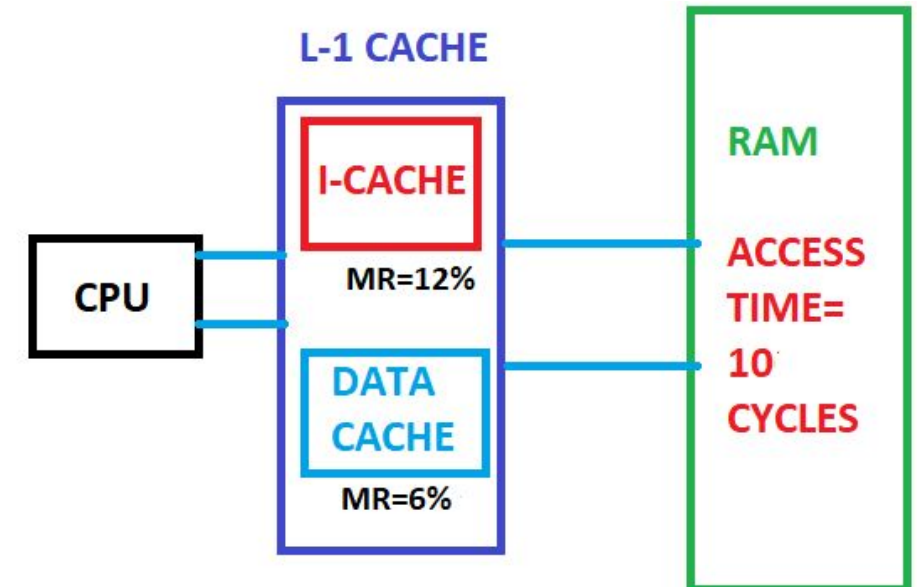 L-1 CACHE
I-CACHE
MR=12%
CPU
DATA
CACHE
MR=6%
RAM
ACCESS
TIME=
10
CYCLES